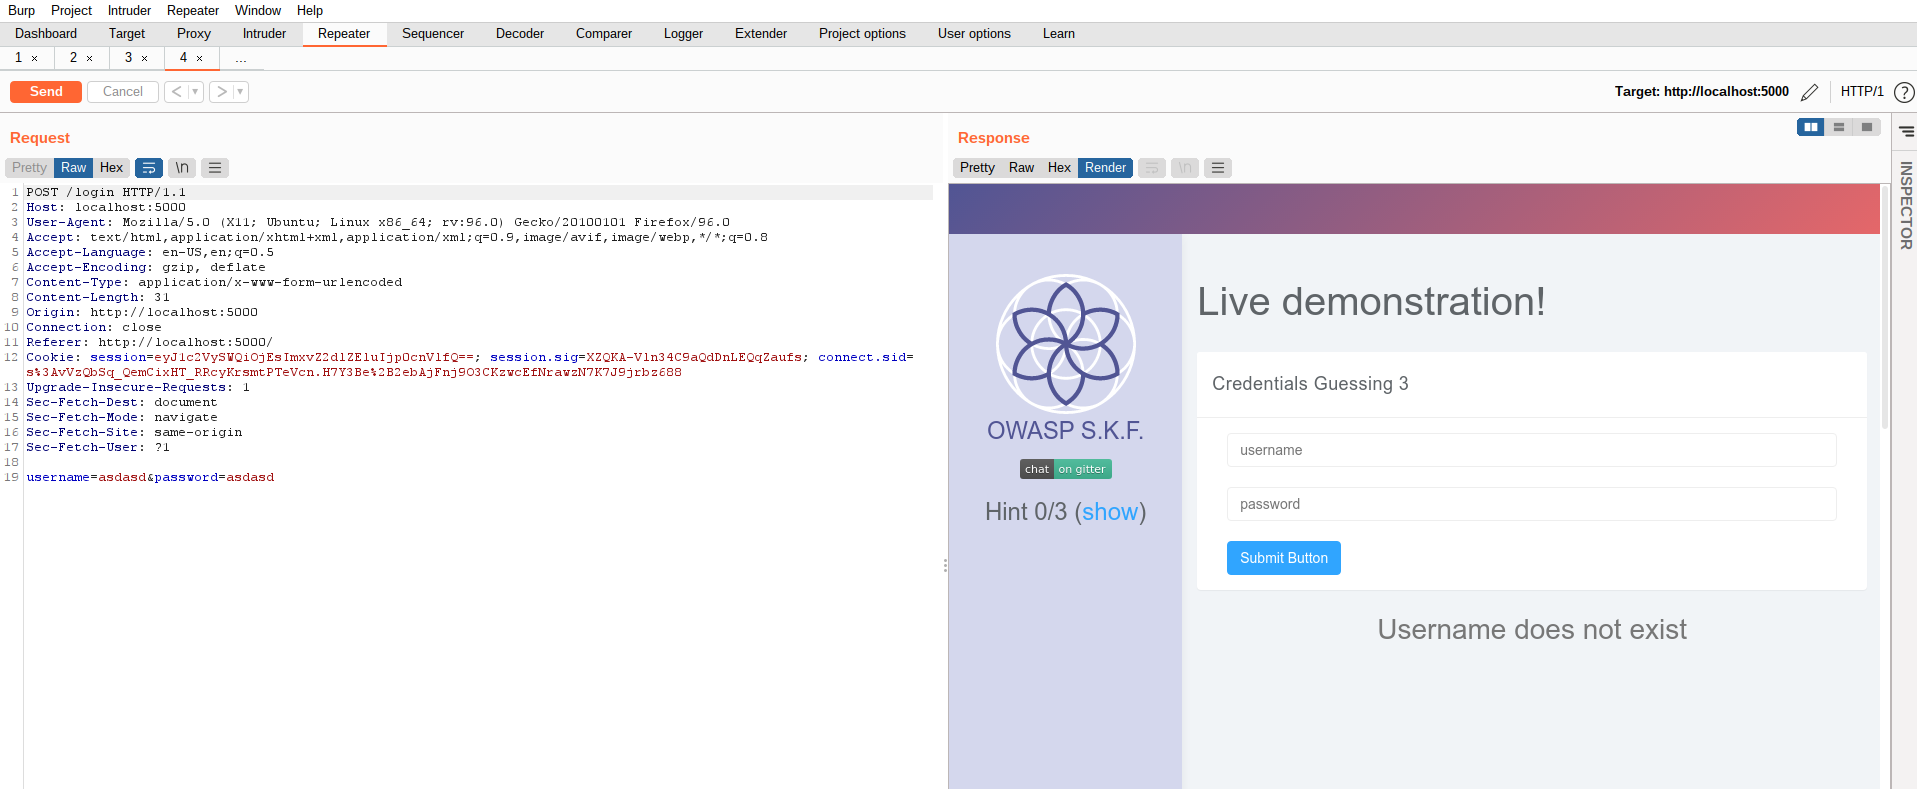 Burp Project Intruder Repeater Window Help
Dashboard Target Proxy Intruder Repeater Sequencer Decoder Comparer Logger Extender Project options User options Learn
1 × 2 × 3 × 4 × ...
Send Cancel < > Target: http://localhost:5000 HTTP/1 ?
Request
Pretty Raw Hex \n
1 POST /login HTTP/1.1
2 Host: localhost:5000
3 User-Agent: Mozilla/5.0 (X11; Ubuntu; Linux x86_64; rv:96.0) Gecko/20100101 Firefox/96.0
4 Accept: text/html,application/xhtml+xml,application/xml;q=0.9,image/avif,image/webp,*/*;q=0.8
5 Accept-Language: en-US,en;q=0.5
6 Accept-Encoding: gzip, deflate
7 Content-Type: application/x-www-form-urlencoded
8 Content-Length: 31
9 Origin: http://localhost:5000
10 Connection: close
11 Referer: http://localhost:5000/
12 Cookie: session=; session.sig=; connect.sid=
13 Upgrade-Insecure-Requests: 1
14 Sec-Fetch-Dest: document
15 Sec-Fetch-Mode: navigate
16 Sec-Fetch-Site: same-origin
17 Sec-Fetch-User: ?1
18
19 username=asdasd&password=asdasd
Response
Pretty Raw Hex Render \n
INSPECTOR
OWASP S.K.F.
chat on gitter
Hint 0/3 (show)
Live demonstration!
Credentials Guessing 3
username
password
Submit Button
Username does not exist